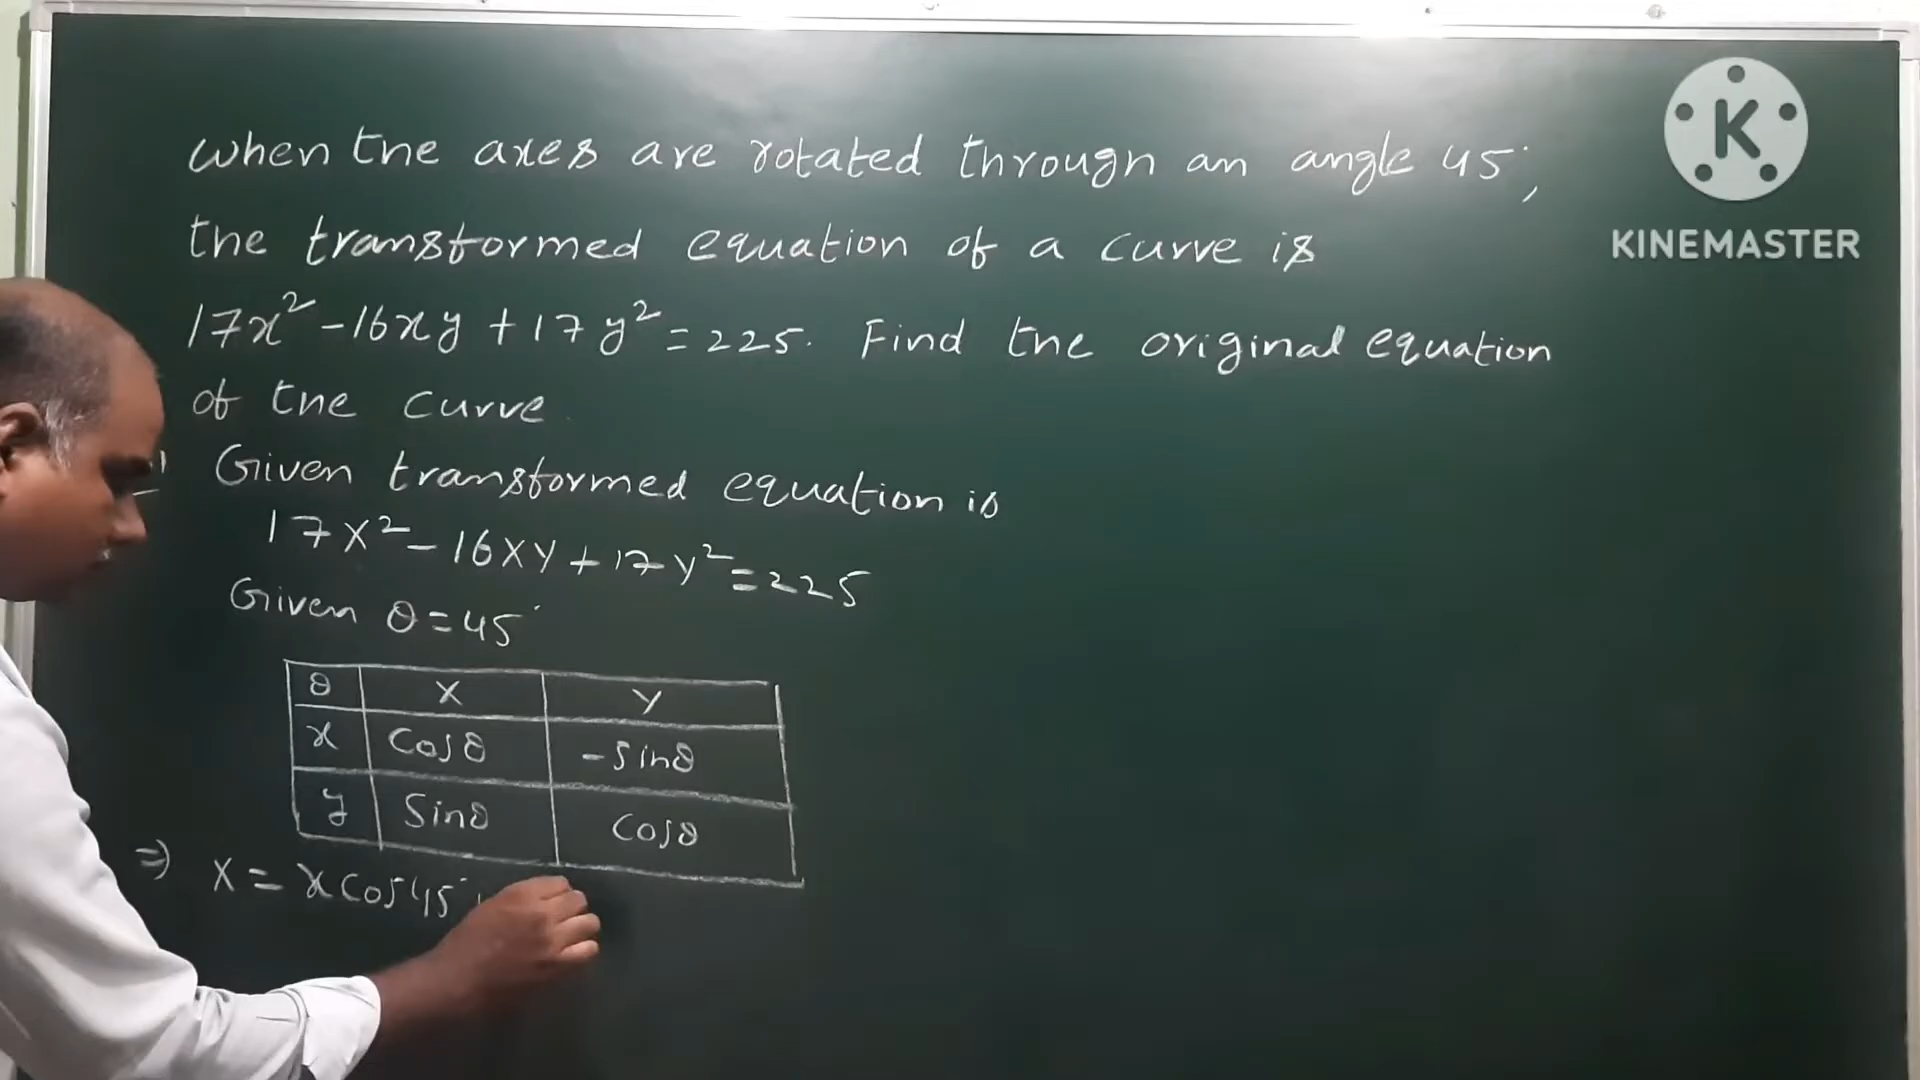 when the axes are rotated through an angle 45°,
the transformed equation of a curve is
17x² - 16xy + 17y² = 225. Find the original equation
of the curve.
Given transformed equation is
17X² - 16XY + 17Y² = 225
Given θ = 45°
θ X Y
x Cosθ -Sinθ
y Sinθ Cosθ
⇒ X = x Cos45°
K
KINEMASTER